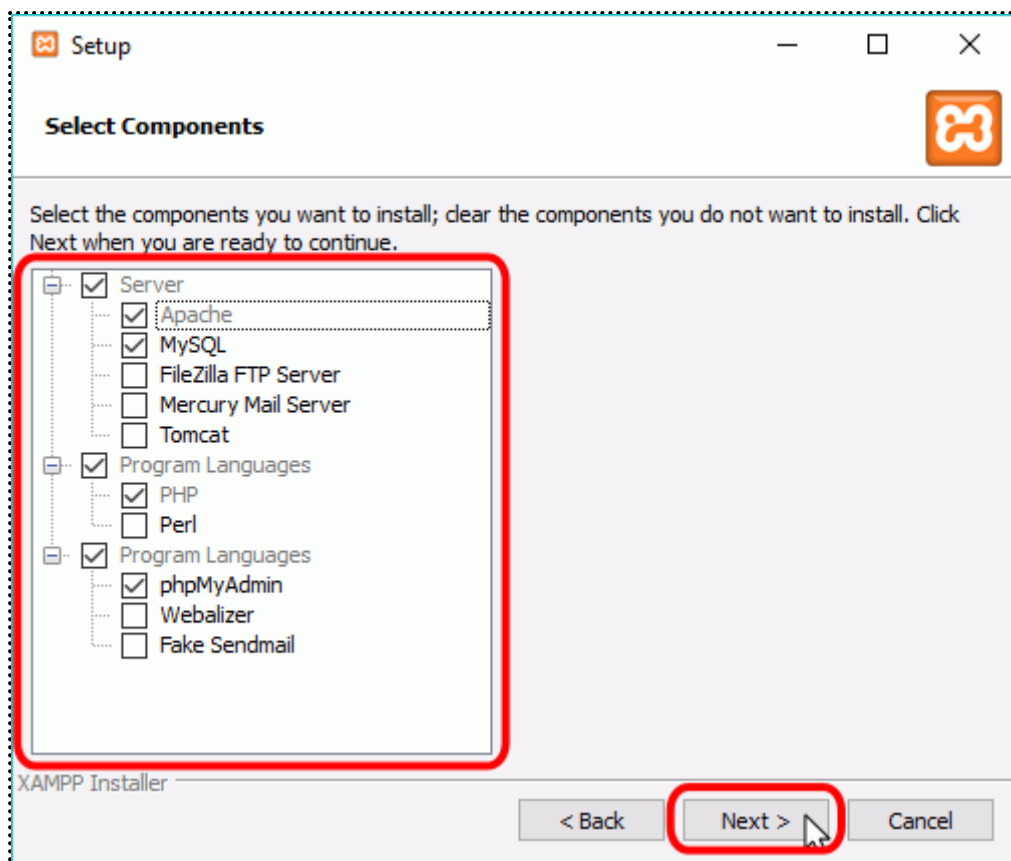 Setup
Select Components
Select the components you want to install; clear the components you do not want to install. Click
Next when you are ready to continue.
Server
Apache
MySQL
FileZilla FTP Server
Mercury Mail Server
Tomcat
Program Languages
PHP
Perl
Program Languages
phpMyAdmin
Webalizer
Fake Sendmail
XAMPP Installer
< Back Next > Cancel